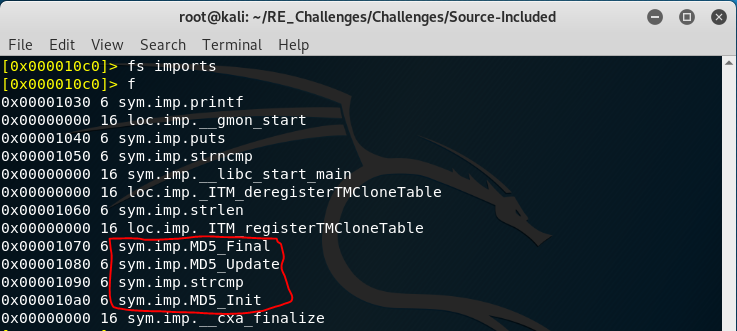 root@kali: ~/RE_Challenges/Challenges/Source-Included
File Edit View Search Terminal Help
[0x000010c0]> fs imports
[0x000010c0]> f
0x00001030 6 sym.imp.printf
0x00000000 16 loc.imp.__gmon_start
0x00001040 6 sym.imp.puts
0x00001050 6 sym.imp.strncmp
0x00000000 16 sym.imp.__libc_start_main
0x00000000 16 loc.imp._ITM_deregisterTMCloneTable
0x00001060 6 sym.imp.strlen
0x00000000 16 loc.imp._ITM_registerTMCloneTable
0x00001070 6 sym.imp.MD5_Final
0x00001080 6 sym.imp.MD5_Update
0x00001090 6 sym.imp.strcmp
0x000010a0 6 sym.imp.MD5_Init
0x00000000 16 sym.imp.__cxa_finalize